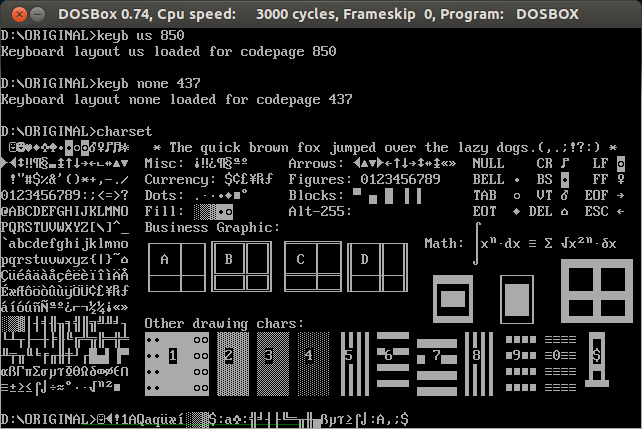 DOSBox 0.74, Cpu speed:    3000 cycles, Frameskip  0, Program:   DOSBOX
D:\ORIGINAL>keyb us 850
Keyboard layout us loaded for codepage 850
D:\ORIGINAL>keyb none 437
Keyboard layout none loaded for codepage 437
D:\ORIGINAL>charset
* The quick brown fox jumped over the lazy dogs.(,.;!?:) *
Misc: ¡‼¿¶§ªº
Arrows: ◄▲▼►←↑→↓↕↨«»
NULL CR ♪ LF ◙
!"#$%&'()*+,-./
Currency: $¢£¥₧ƒ
Figures: 0123456789
BELL • BS ◘ FF ♀
0123456789:;<=>?
Dots:
Blocks: ▀ ▄ █ ▌ ▐
TAB ○ VT ♂ EOF →
@ABCDEFGHIJKLMNO
Fill: ░▒▓█◘◙
Alt-255:
EOT ♦ DEL ⌂ ESC ←
PQRSTUVWXYZ[\]^_
Business Graphic:
`abcdefghijklmno
A B C D
Math: ∫xⁿ·dx ≡ Σ √x²ⁿ·δx
pqrstuvwxyz{|}~⌂
ÇüéâäàåçêëèïîìÄÅ
ÉæÆôöòûùÿÖÜ¢£¥₧ƒ
áíóúñÑªº¿⌐¬½¼¡«»
Other drawing chars:
1 2 3 4 5 6 7 8 9 0 $
αßΓπΣσµτΦΘΩδ∞φε∩
≡±≥≤⌠⌡÷≈°∙·√ⁿ²■
D:\ORIGINAL>